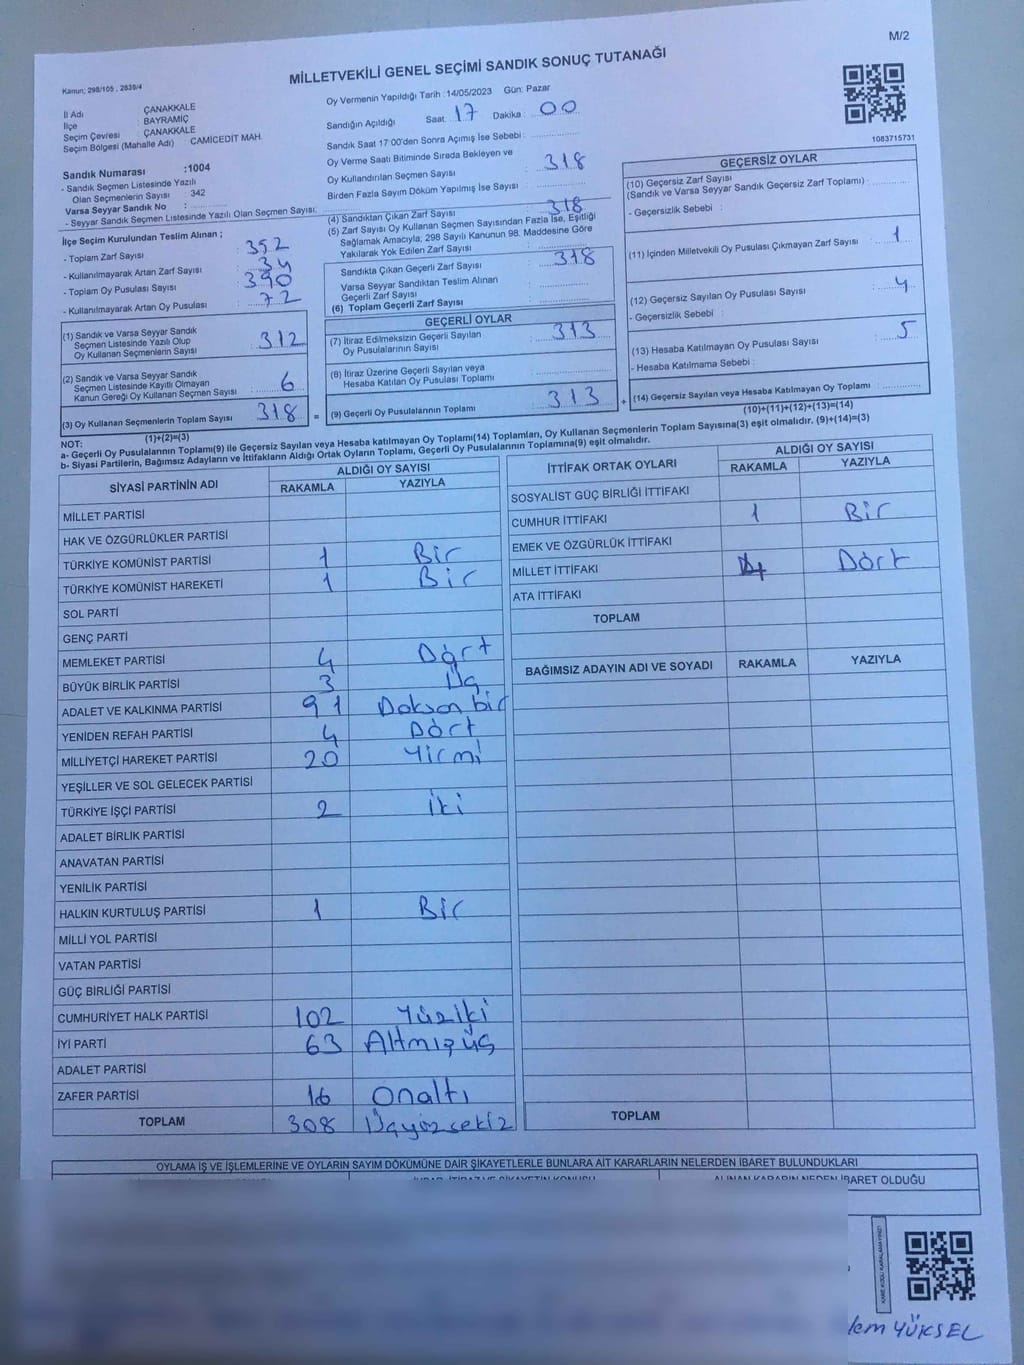 M/2
Kanun; 298/105 , 2839/4
MİLLETVEKİLİ GENEL SEÇİMİ SANDIK SONUÇ TUTANAĞI
İl Adı : ÇANAKKALE
İlçe : BAYRAMİÇ
Seçim Çevresi : ÇANAKKALE
Seçim Bölgesi (Mahalle Adı) : CAMİCEDİT MAH.
Sandık Numarası :1004
- Sandık Seçmen Listesinde Yazılı
Olan Seçmenlerin Sayısı : 342
Varsa Seyyar Sandık No :
- Seyyar Sandık Seçmen Listesinde Yazılı Olan Seçmen Sayısı:
İlçe Seçim Kurulundan Teslim Alınan ;
- Toplam Zarf Sayısı : 352
- Kullanılmayarak Artan Zarf Sayısı : 34
- Toplam Oy Pusulası Sayısı : 390
- Kullanılmayarak Artan Oy Pusulası : 72
(1) Sandık ve Varsa Seyyar Sandık
Seçmen Listesinde Yazılı Olup
Oy Kullanan Seçmenlerin Sayısı : 312
(2) Sandık ve Varsa Seyyar Sandık
Seçmen Listesinde Kayıtlı Olmayan
Kanun Gereği Oy Kullanan Seçmen Sayısı : 6
(3) Oy Kullanan Seçmenlerin Toplam Sayısı : 318
(1)+(2)=(3)
Oy Vermenin Yapıldığı Tarih : 14/05/2023 Gün: Pazar
Sandığın Açıldığı Saat: 17 Dakika : 00
Sandık Saat 17:00'den Sonra Açımış İse Sebebi :
Oy Verme Saati Bitiminde Sırada Bekleyen ve
Oy Kullandırılan Seçmen Sayısı : 318
Birden Fazla Sayım Döküm Yapılmış İse Sayısı :
(4) Sandıktan Çıkan Zarf Sayısı : 318
(5) Zarf Sayısı Oy Kullanan Seçmen Sayısından Fazla İse, Eşitliği
Sağlamak Amacıyla, 298 Sayılı Kanunun 98. Maddesine Göre
Yakılarak Yok Edilen Zarf Sayısı :
Sandıkta Çıkan Geçerli Zarf Sayısı : 318
Varsa Seyyar Sandıktan Teslim Alınan
Geçerli Zarf Sayısı :
(6) Toplam Geçerli Zarf Sayısı :
GEÇERLİ OYLAR
(7) İtiraz Edilmeksizin Geçerli Sayılan
Oy Pusulalarının Sayısı : 313
(8) İtiraz Üzerine Geçerli Sayılan veya
Hesaba Katılan Oy Pusulası Toplamı :
= (9) Geçerli Oy Pusulalarının Toplamı : 313 +
1083715731
GEÇERSİZ OYLAR
(10) Geçersiz Zarf Sayısı
(Sandık ve Varsa Seyyar Sandık Geçersiz Zarf Toplamı) :
- Geçersizlik Sebebi :
(11) İçinden Milletvekili Oy Pusulası Çıkmayan Zarf Sayısı : 1
(12) Geçersiz Sayılan Oy Pusulası Sayısı : 4
- Geçersizlik Sebebi :
(13) Hesaba Katılmayan Oy Pusulası Sayısı : 5
- Hesaba Katılmama Sebebi :
(14) Geçersiz Sayılan veya Hesaba Katılmayan Oy Toplamı :
(10)+(11)+(12)+(13)=(14)
NOT:
a- Geçerli Oy Pusulalarının Toplamı(9) ile Geçersiz Sayılan veya Hesaba katılmayan Oy Toplamı(14) Toplamları, Oy Kullanan Seçmenlerin Toplam Sayısına(3) eşit olmalıdır. (9)+(14)=(3)
b- Siyasi Partilerin, Bağımsız Adayların ve İttifakların Aldığı Ortak Oyların Toplamı, Geçerli Oy Pusulalarının Toplamına(9) eşit olmalıdır.
SİYASİ PARTİNİN ADI ALDIĞI OY SAYISI
RAKAMLA YAZIYLA
MİLLET PARTİSİ
HAK VE ÖZGÜRLÜKLER PARTİSİ
TÜRKİYE KOMÜNİST PARTİSİ 1 Bir
TÜRKİYE KOMÜNİST HAREKETİ 1 Bir
SOL PARTİ
GENÇ PARTİ
MEMLEKET PARTİSİ 4 Dört
BÜYÜK BİRLİK PARTİSİ 3 Üç
ADALET VE KALKINMA PARTİSİ 91 Doksan bir
YENİDEN REFAH PARTİSİ 4 Dört
MİLLİYETÇİ HAREKET PARTİSİ 20 Yirmi
YEŞİLLER VE SOL GELECEK PARTİSİ
TÜRKİYE İŞÇİ PARTİSİ 2 İki
ADALET BİRLİK PARTİSİ
ANAVATAN PARTİSİ
YENİLİK PARTİSİ
HALKIN KURTULUŞ PARTİSİ 1 Bir
MİLLİ YOL PARTİSİ
VATAN PARTİSİ
GÜÇ BİRLİĞİ PARTİSİ
CUMHURİYET HALK PARTİSİ 102 Yüziki
İYİ PARTİ 63 Altmışüç
ADALET PARTİSİ
ZAFER PARTİSİ 16 Onaltı
TOPLAM 308 Üçyüzsekiz
İTTİFAK ORTAK OYLARI ALDIĞI OY SAYISI
RAKAMLA YAZIYLA
SOSYALİST GÜÇ BİRLİĞİ İTTİFAKI
CUMHUR İTTİFAKI 1 Bir
EMEK VE ÖZGÜRLÜK İTTİFAKI
MİLLET İTTİFAKI 4 Dört
ATA İTTİFAKI
TOPLAM
BAĞIMSIZ ADAYIN ADI VE SOYADI RAKAMLA YAZIYLA
TOPLAM
OYLAMA İŞ VE İŞLEMLERİNE VE OYLARIN SAYIM DÖKÜMÜNE DAİR ŞİKAYETLERLE BUNLARA AİT KARARLARIN NELERDEN İBARET BULUNDUKLARI
ALINAN KARARIN NEDEN İBARET OLDUĞU
YÜKSEL